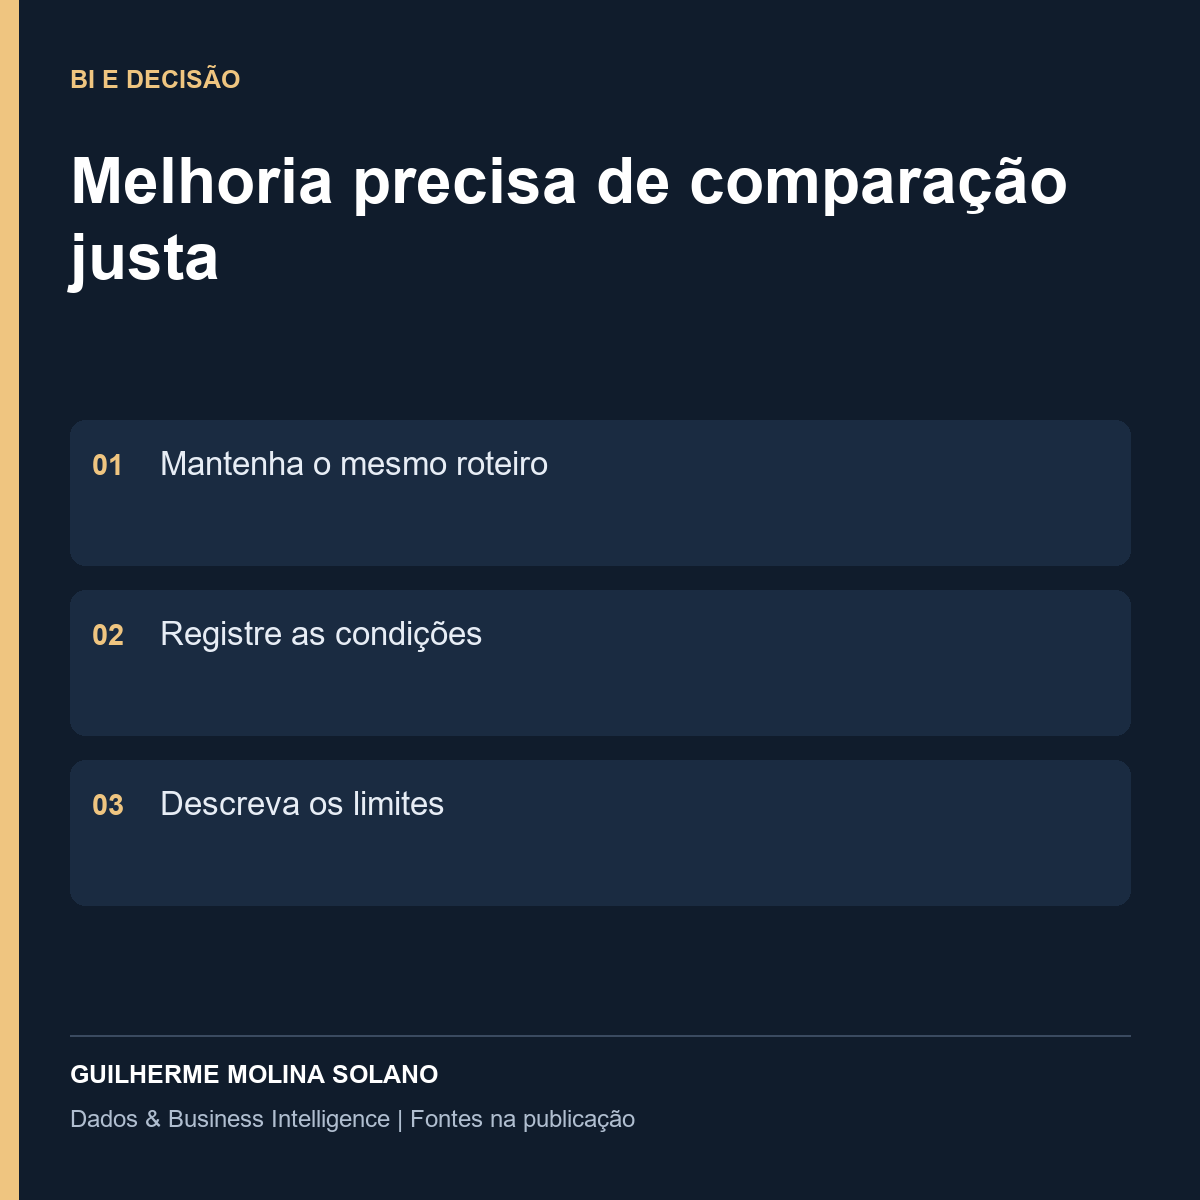 BI E DECISÃO
Melhoria precisa de comparação
justa
01 Mantenha o mesmo roteiro
02 Registre as condições
03 Descreva os limites
GUILHERME MOLINA SOLANO
Dados & Business Intelligence | Fontes na publicação